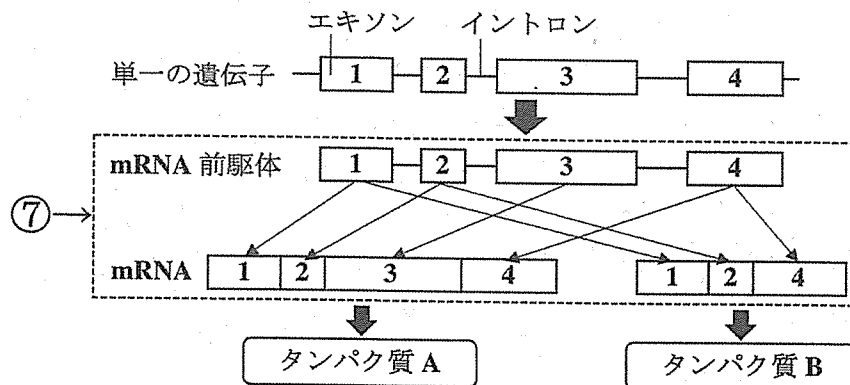 エキソン イントロン
単一の遺伝子 1 2 3 4
mRNA 前駆体 1 2 3 4
⑦
mRNA 1 2 3 4 1 2 4
タンパク質 A タンパク質 B